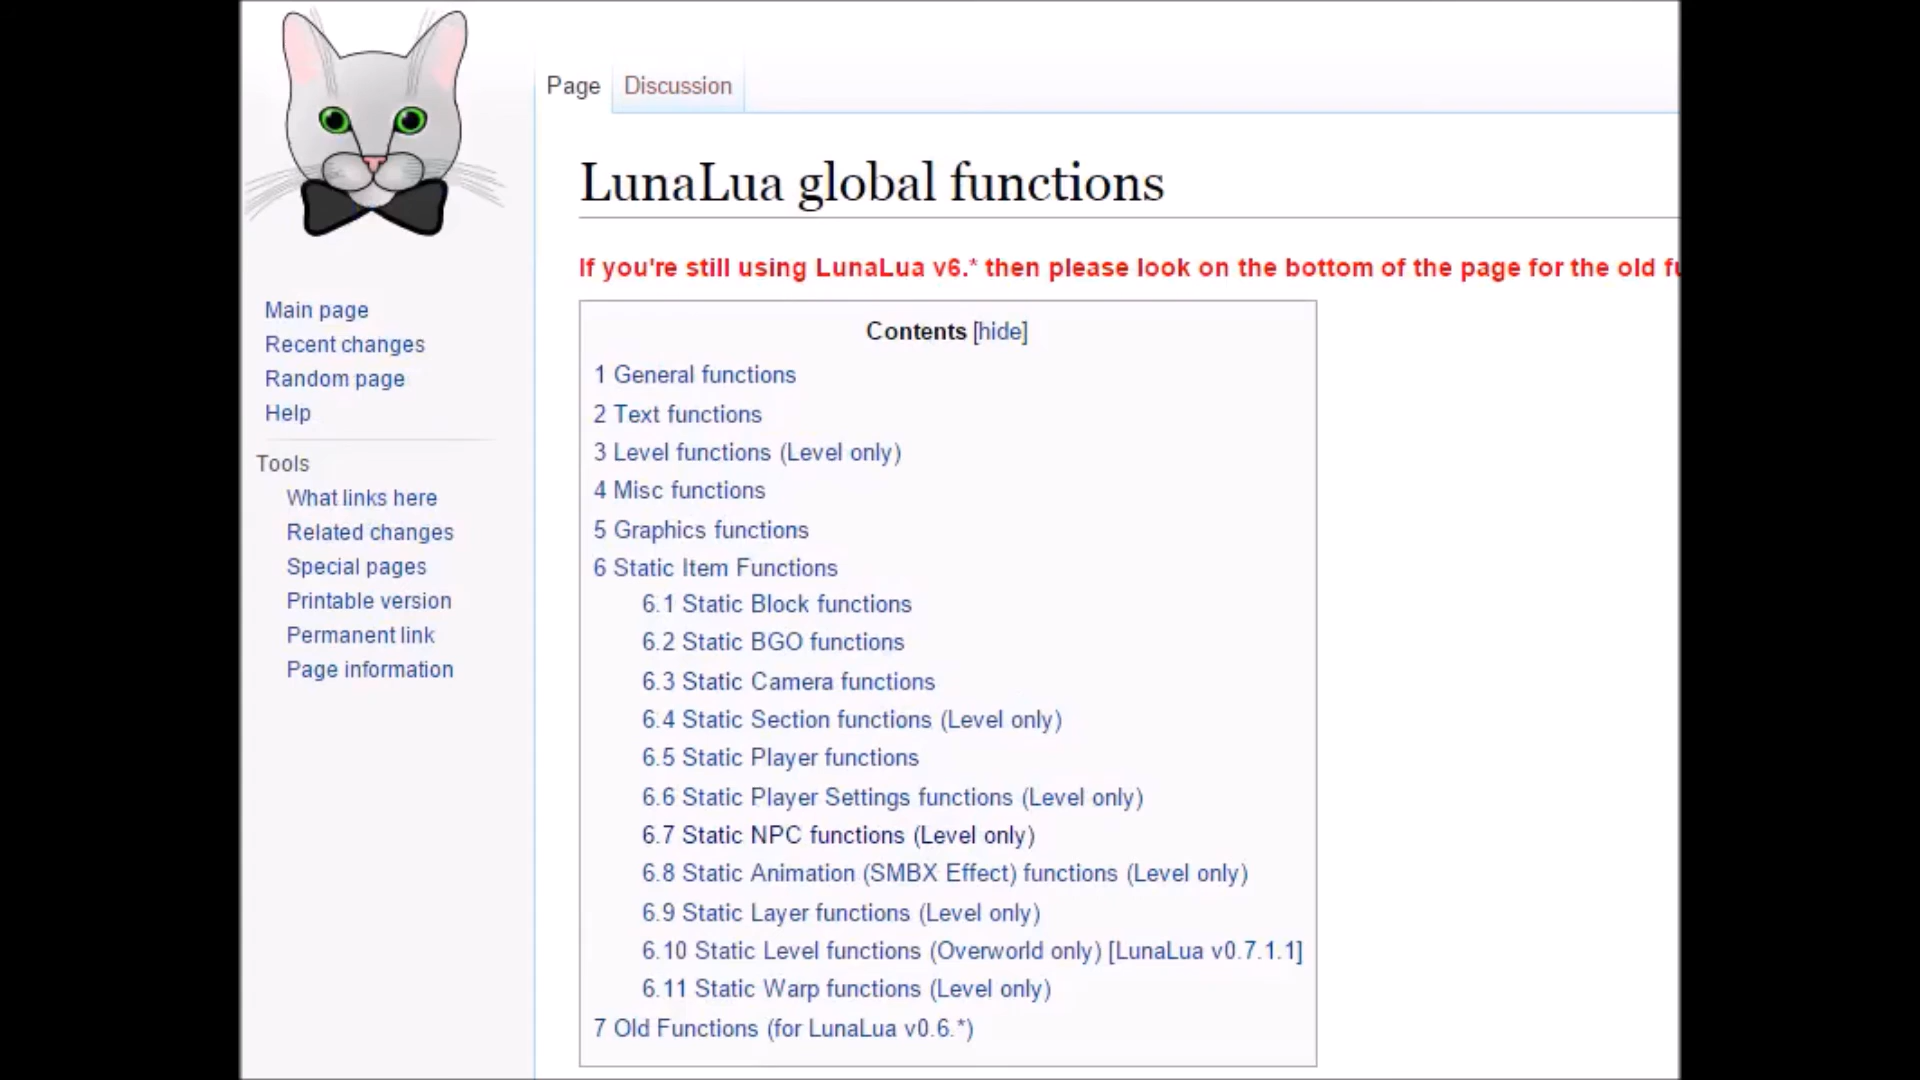 Page
Discussion
LunaLua global functions
If you're still using LunaLua v6.* then please look on the bottom of the page for the old
Main page
Recent changes
Random page
Help
Tools
What links here
Related changes
Special pages
Printable version
Permanent link
Page information
Contents [hide]
1 General functions
2 Text functions
3 Level functions (Level only)
4 Misc functions
5 Graphics functions
6 Static Item Functions
6.1 Static Block functions
6.2 Static BGO functions
6.3 Static Camera functions
6.4 Static Section functions (Level only)
6.5 Static Player functions
6.6 Static Player Settings functions (Level only)
6.7 Static NPC functions (Level only)
6.8 Static Animation (SMBX Effect) functions (Level only)
6.9 Static Layer functions (Level only)
6.10 Static Level functions (Overworld only) [LunaLua v0.7.1.1]
6.11 Static Warp functions (Level only)
7 Old Functions (for LunaLua v0.6.*)